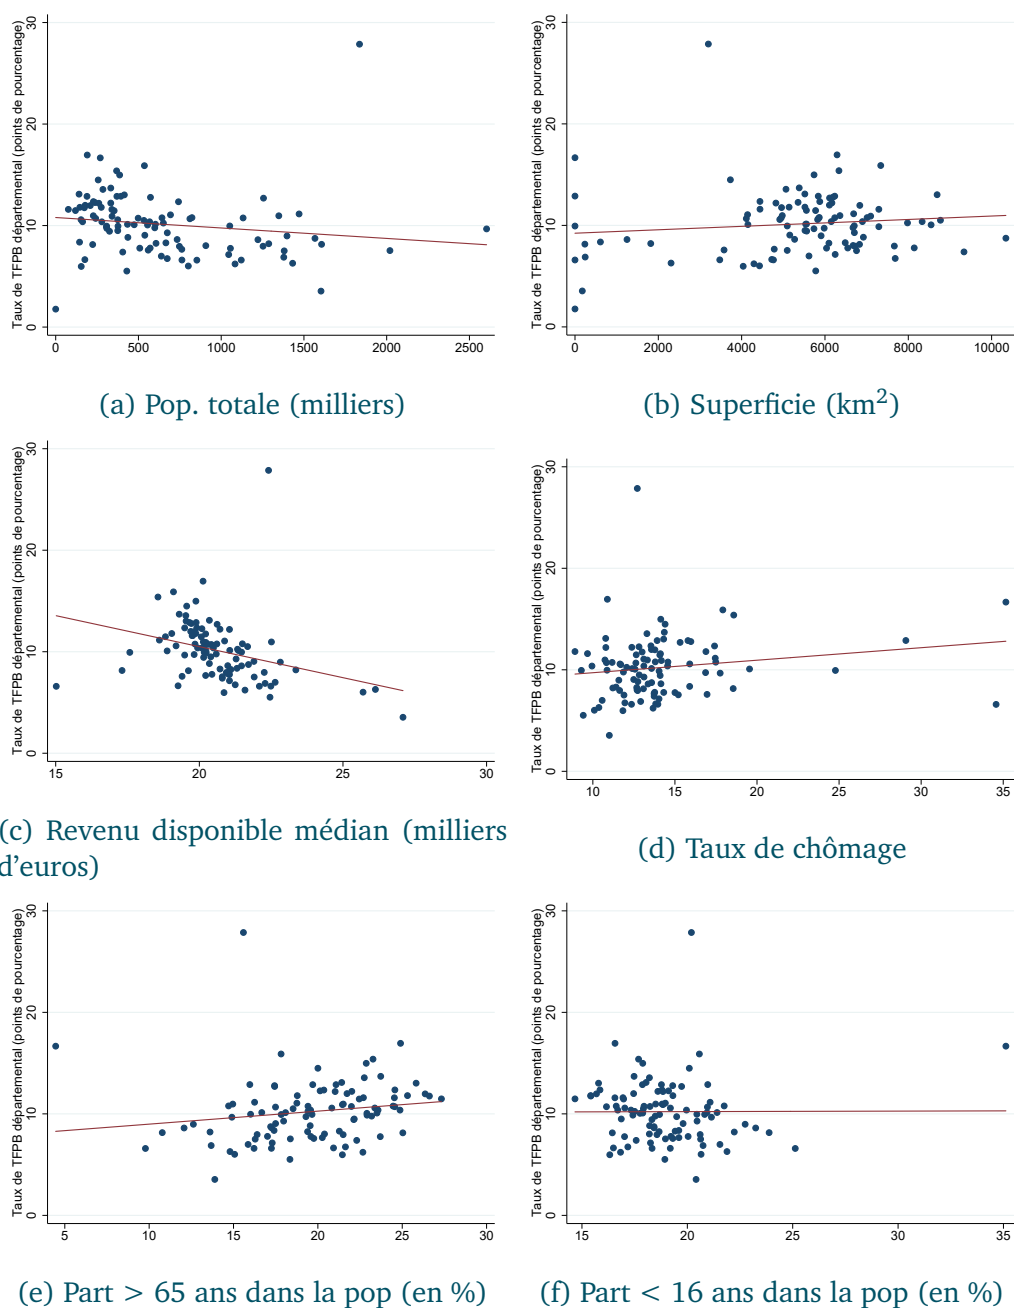 Taux de TFPB départemental (points de pourcentage)
30
20
10
0
0 500 1000 1500 2000 2500
(a) Pop. totale (milliers)
Taux de TFPB départemental (points de pourcentage)
30
20
10
0
0 2000 4000 6000 8000 10000
(b) Superficie (km²)
Taux de TFPB départemental (points de pourcentage)
30
20
10
0
15 20 25 30
(c) Revenu disponible médian (milliers
d'euros)
Taux de TFPB départemental (points de pourcentage)
30
20
10
0
10 15 20 25 30 35
(d) Taux de chômage
Taux de TFPB départemental (points de pourcentage)
30
20
10
0
5 10 15 20 25 30
(e) Part > 65 ans dans la pop (en %)
Taux de TFPB départemental (points de pourcentage)
30
20
10
0
15 20 25 30 35
(f) Part < 16 ans dans la pop (en %)